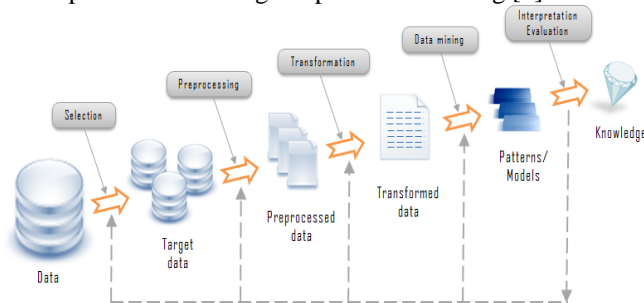 Interpretation
Evaluation
Data mining
Transformation
Preprocessing
Selection
Knowledge
Patterns/
Models
Transformed
data
Preprocessed
data
Target
data
Data